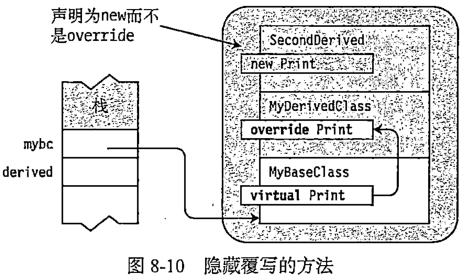 声明为new而不
是override
SecondDerived
new Print
栈
MyDerivedClass
override Print
mybc
derived
MyBaseClass
virtual Print
图 8-10 隐藏覆写的方法